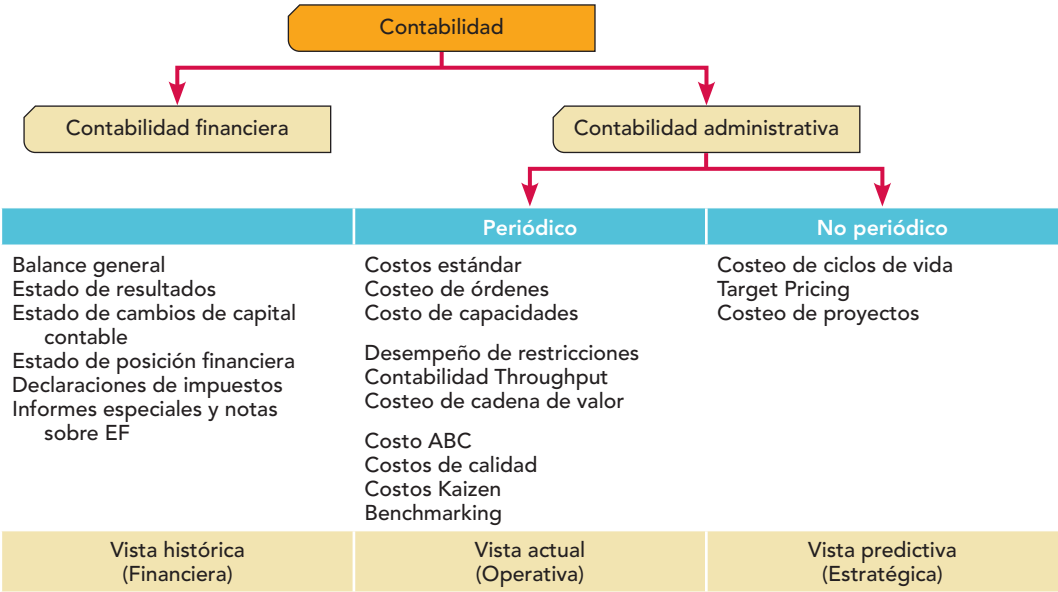 Contabilidad
Contabilidad financiera
Contabilidad administrativa
Periódico
No periódico
Balance general
Estado de resultados
Estado de cambios de capital
contable
Estado de posición financiera
Declaraciones de impuestos
Informes especiales y notas
sobre EF
Costos estándar
Costeo de órdenes
Costo de capacidades
Desempeño de restricciones
Contabilidad Throughput
Costeo de cadena de valor
Costo ABC
Costos de calidad
Costos Kaizen
Benchmarking
Costeo de ciclos de vida
Target Pricing
Costeo de proyectos
Vista histórica
(Financiera)
Vista actual
(Operativa)
Vista predictiva
(Estratégica)